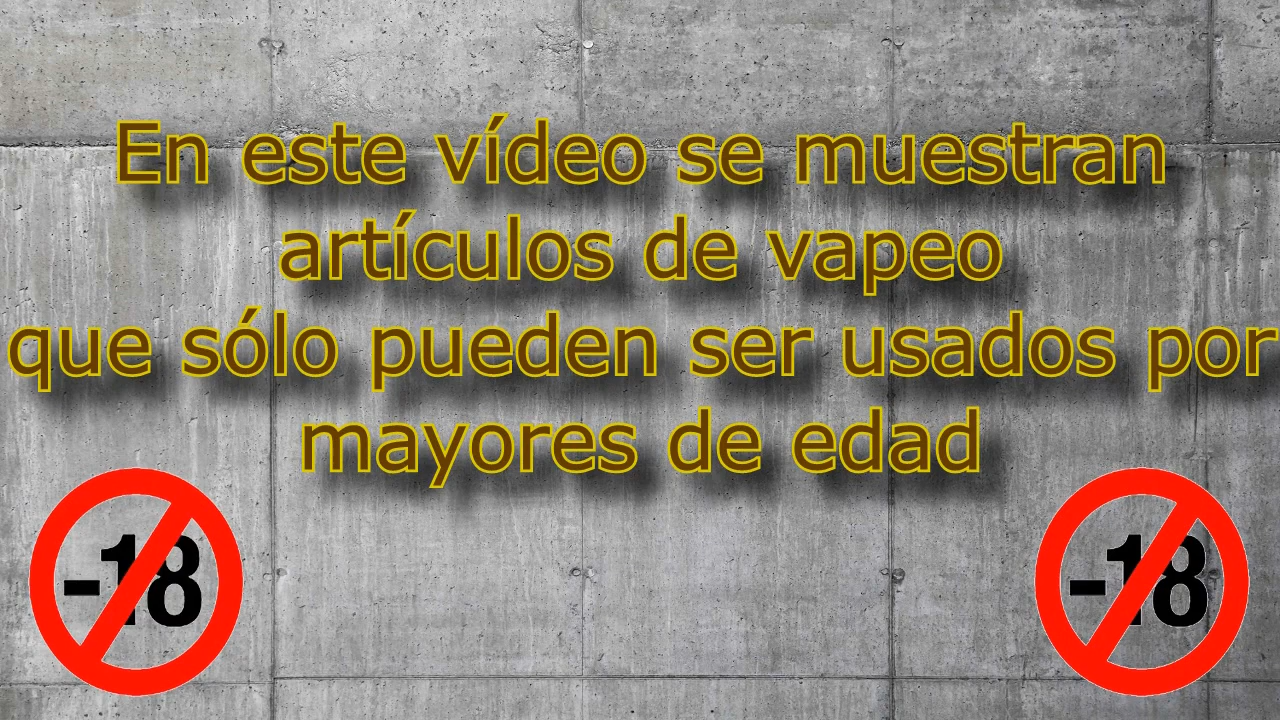 En este vídeo se muestran
artículos de vapeo
que sólo pueden ser usados por
mayores de edad
-18
-18